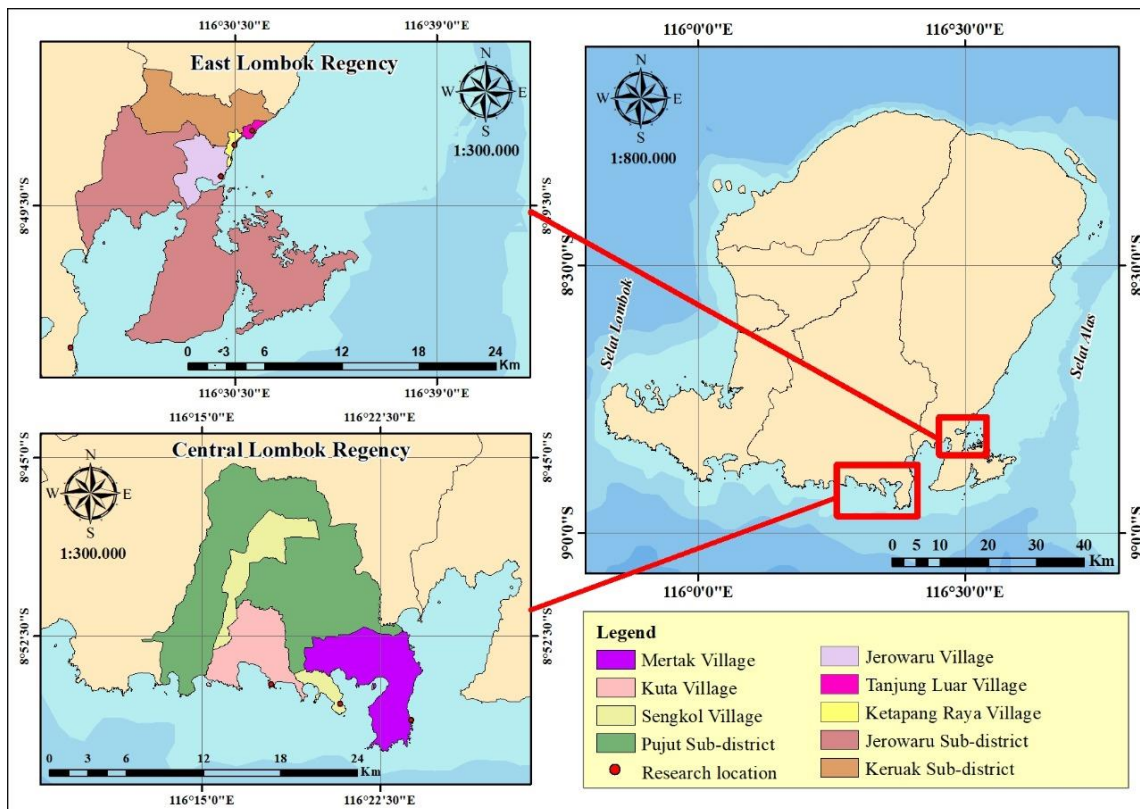 116°30'30"E 116°39'0"E
East Lombok Regency
N
W E
S
1:300.000
8°49'30"S
8°49'30"S
0 3 6 12 18 24
Km
116°30'30"E 116°39'0"E
116°15'0"E 116°22'30"E
Central Lombok Regency
N
W E
S
1:300.000
8°45'0"S
8°45'0"S
8°52'30"S
8°52'30"S
0 3 6 12 18 24
Km
116°15'0"E 116°22'30"E
116°0'0"E 116°30'0"E
N
W E
S
1:800.000
8°30'0"S
8°30'0"S
Selat Lombok
Selat Alas
9°0'0"S
9°0'0"S
0 5 10 20 30 40
Km
116°0'0"E 116°30'0"E
Legend
Mertak Village
Kuta Village
Sengkol Village
Pujut Sub-district
Research location
Jerowaru Village
Tanjung Luar Village
Ketapang Raya Village
Jerowaru Sub-district
Keruak Sub-district